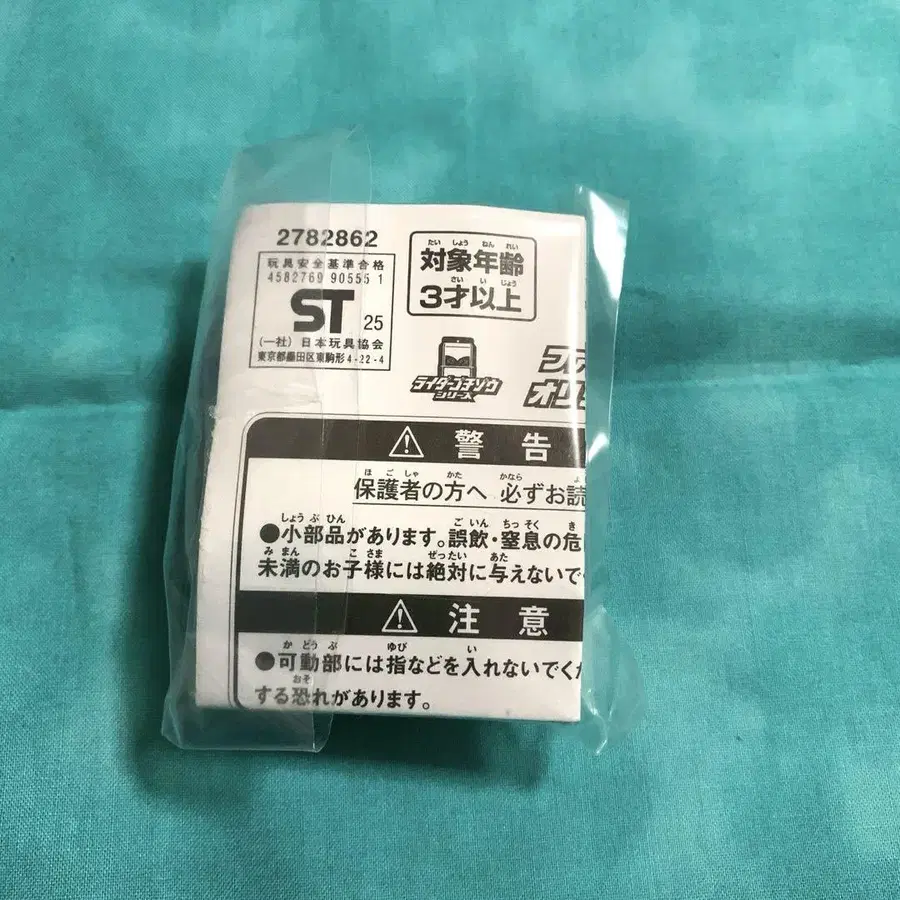 2782862
玩具安全基準合格
4582769 90555 1
ST 25
(一社) 日本玩具協会
東京都墨田区東駒形4-22-4
たいしょうねんれい
対象年齢
さいいじょう
3才以上
ライダーゴチゾウ
シリーズ
オリ
警告
ほごしゃ かた かなら よ
保護者の方へ 必ずお読
しょうぶひん ごいん ちっそく き
●小部品があります。誤飲・窒息の危
みまん こさま ぜったい あた
未満のお子様には絶対に与えないで
注意
かどうぶ ゆび い
●可動部には指などを入れないでくだ
おそ
する恐れがあります。